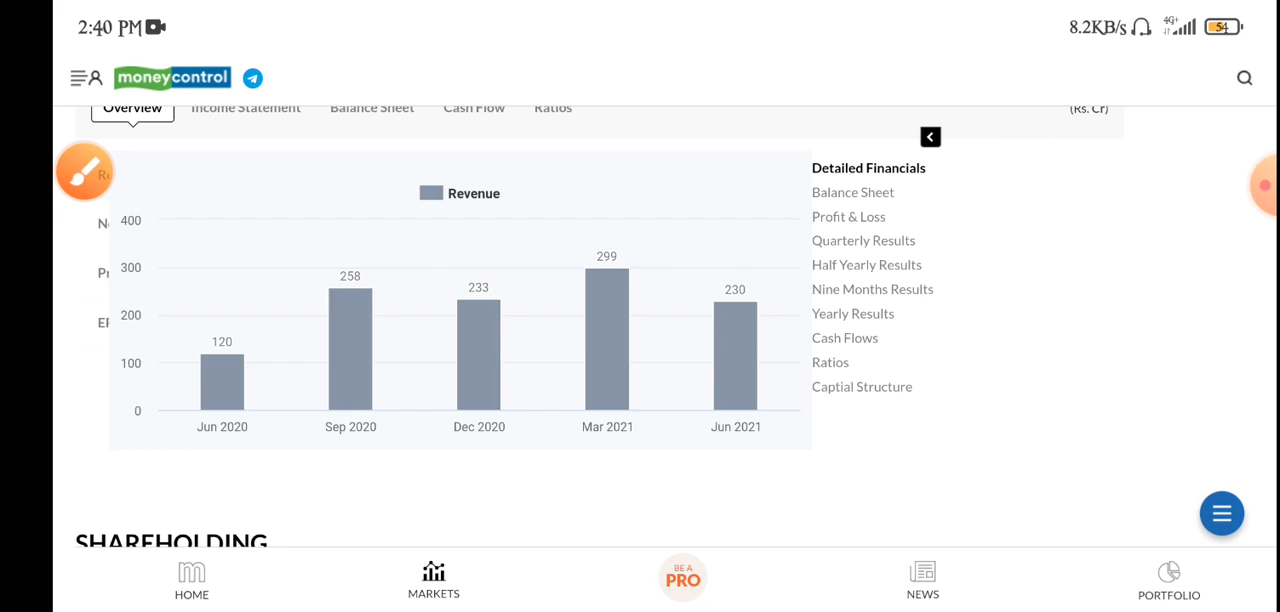 2:40 PM
8.2KB/s
4G+
54
moneycontrol
Overview
Income Statement
Balance Sheet
Cash Flow
Ratios
(Rs. Cr)
Revenue
400
300
200
100
0
120
258
233
299
230
Jun 2020
Sep 2020
Dec 2020
Mar 2021
Jun 2021
Detailed Financials
Balance Sheet
Profit & Loss
Quarterly Results
Half Yearly Results
Nine Months Results
Yearly Results
Cash Flows
Ratios
Captial Structure
SHAREHOLDING
HOME
MARKETS
BE A
PRO
NEWS
PORTFOLIO